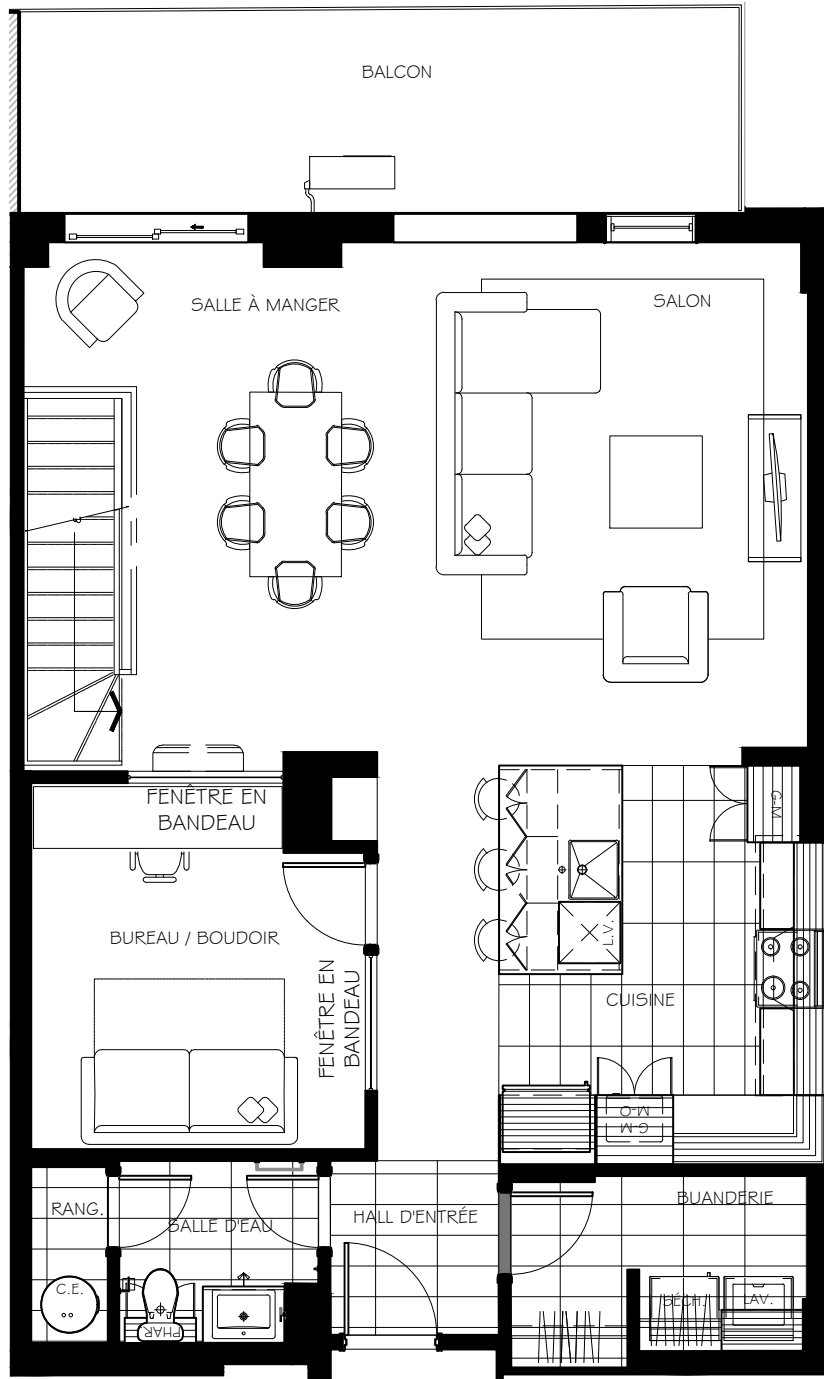 BALCON
SALLE À MANGER
SALON
FENÊTRE EN
BANDEAU
G-M
BUREAU / BOUDOIR
L.V.
FENÊTRE EN
BANDEAU
CUISINE
G-M
M-O
RANG.
SALLE D'EAU
HALL D'ENTRÉE
BUANDERIE
C.E.
PHAR
SÉCH.
LAV.